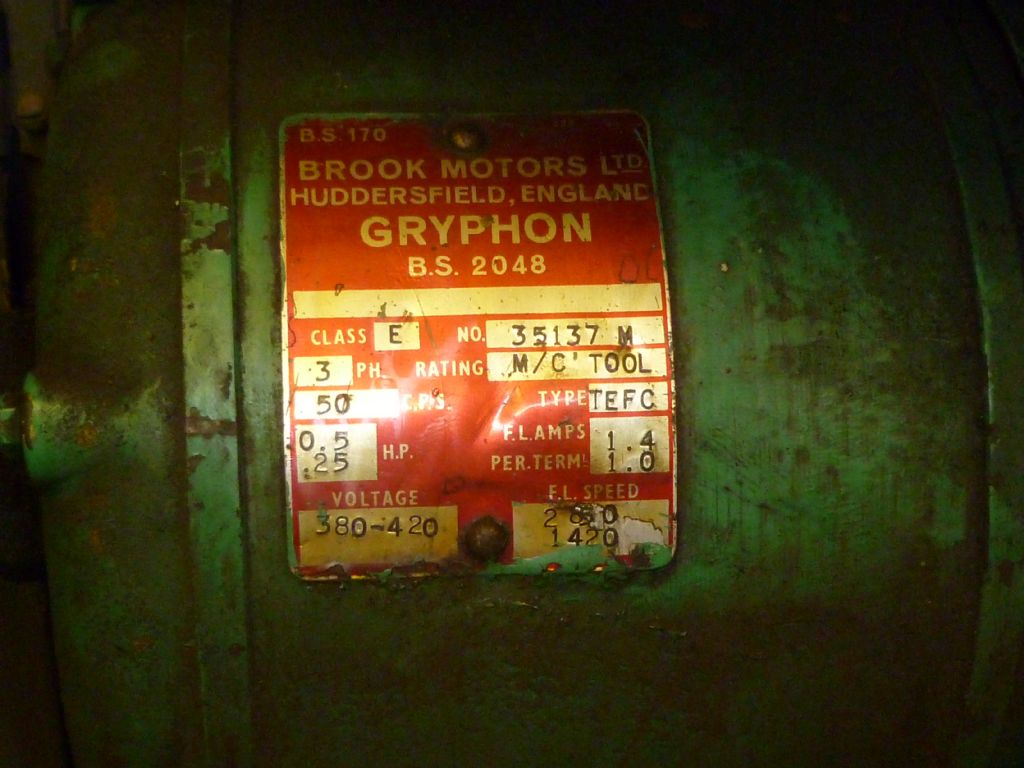 B.S. 170
BROOK MOTORS LTD
HUDDERSFIELD, ENGLAND
GRYPHON
B.S. 2048
CLASS E NO. 35137 M
3 PH RATING M/C TOOL
50 C.P.S. TYPE TEFC
0.5 .25 H.P. F.L. AMPS PER. TERML 1.4 1.0
VOLTAGE F.L. SPEED
380-420
1420